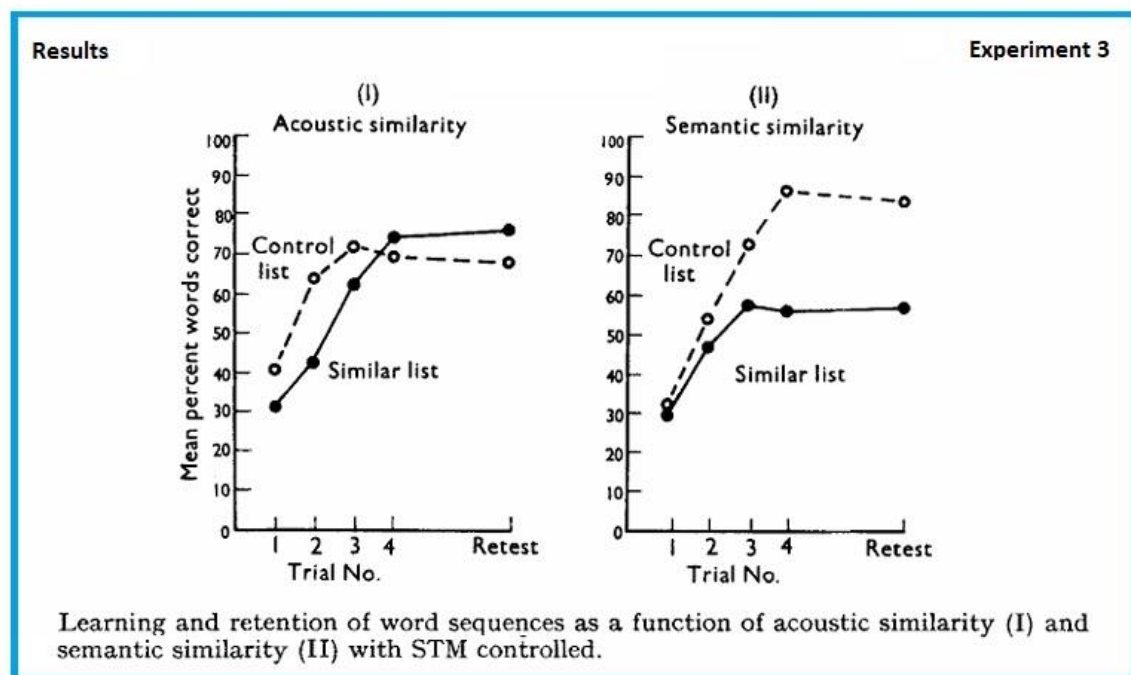 Results
Experiment 3
(I)
Acoustic similarity
100
90
80
70
60
50
40
30
20
10
0
Mean percent words correct
Control
list
Similar list
1 2 3 4 Retest
Trial No.
(II)
Semantic similarity
100
90
80
70
60
50
40
30
20
10
0
Control
list
Similar list
1 2 3 4 Retest
Trial No.
Learning and retention of word sequences as a function of acoustic similarity (I) and
semantic similarity (II) with STM controlled.